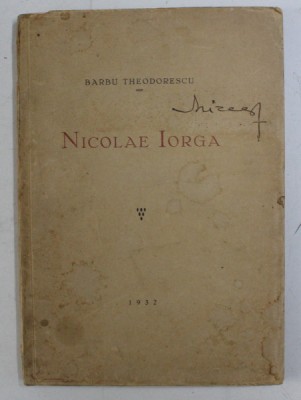 BARBU THEODORESCU
NICOLAE IORGA
1932